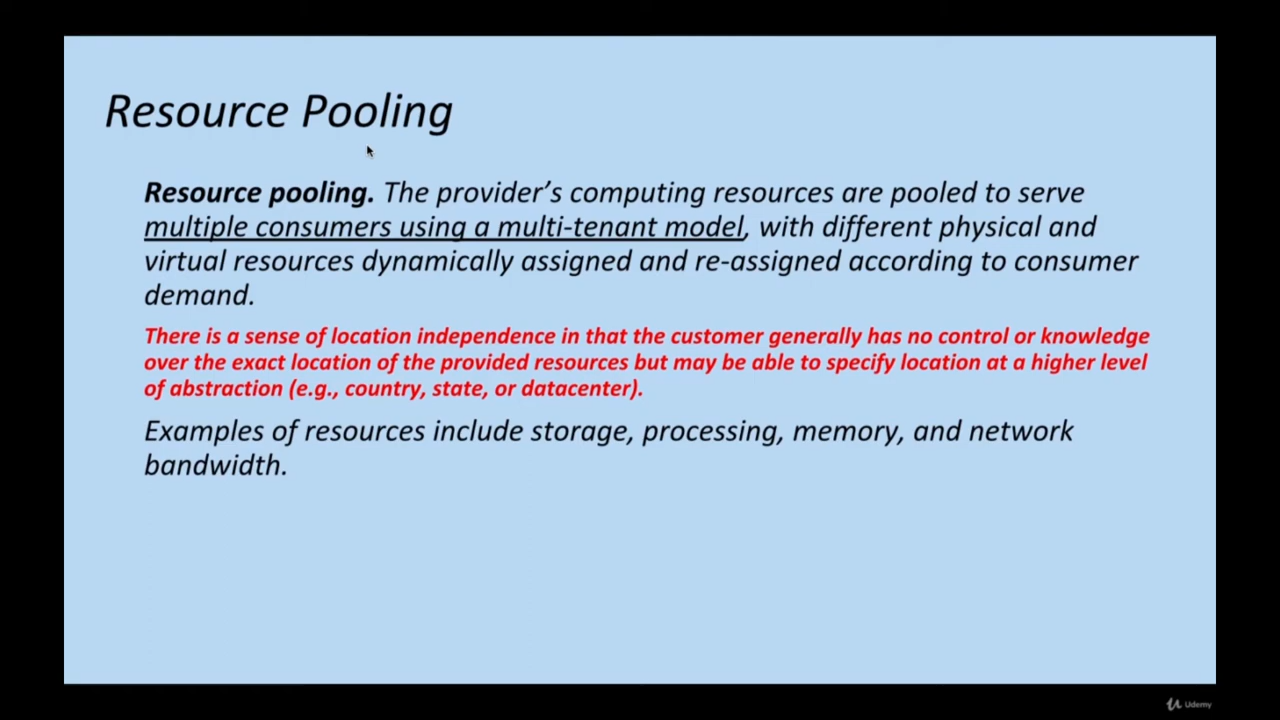 Resource Pooling
Resource pooling. The provider’s computing resources are pooled to serve
multiple consumers using a multi-tenant model, with different physical and
virtual resources dynamically assigned and re-assigned according to consumer
demand.
There is a sense of location independence in that the customer generally has no control or knowledge
over the exact location of the provided resources but may be able to specify location at a higher level
of abstraction (e.g., country, state, or datacenter).
Examples of resources include storage, processing, memory, and network
bandwidth.
Udemy